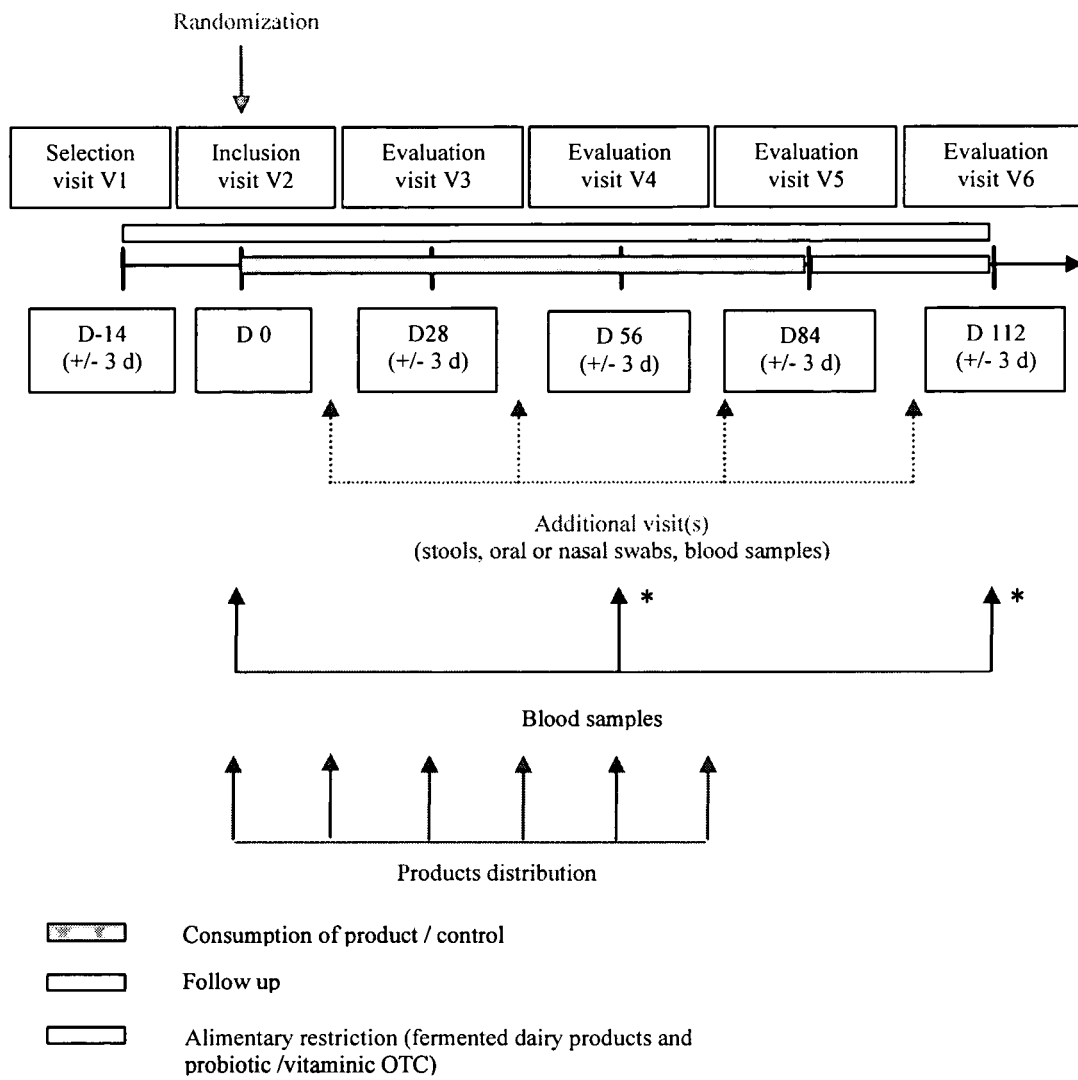 Randomization
Selection
visit V1
Inclusion
visit V2
Evaluation
visit V3
Evaluation
visit V4
Evaluation
visit V5
Evaluation
visit V6
D-14
(+/- 3 d)
D 0
D28
(+/- 3 d)
D 56
(+/- 3 d)
D84
(+/- 3 d)
D 112
(+/- 3 d)
Additional visit(s)
(stools, oral or nasal swabs, blood samples)
* *
Blood samples
Products distribution
Consumption of product / control
Follow up
Alimentary restriction (fermented dairy products and
probiotic /vitaminic OTC)